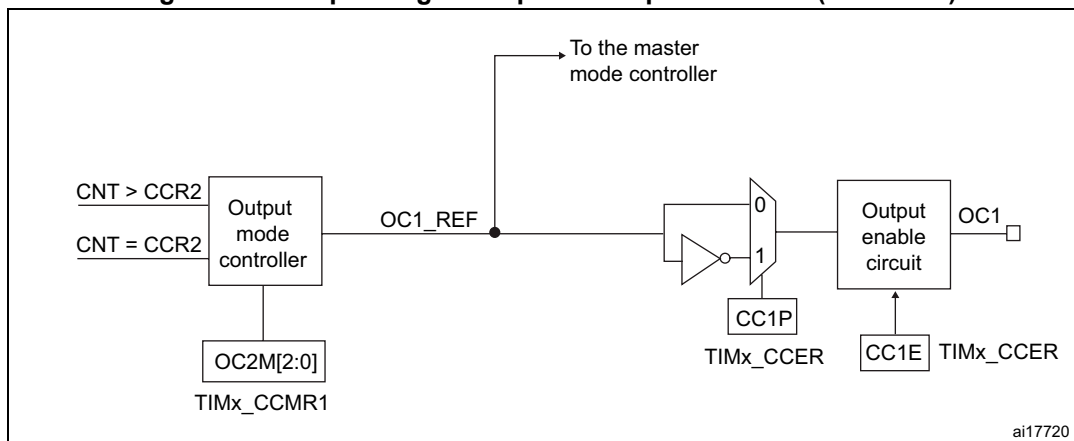 To the master
mode controller
CNT > CCR2
CNT = CCR2
Output
mode
controller
OC1_REF
0
1
Output
enable
circuit
OC1
CC1P
TIMx_CCER
CC1E
TIMx_CCER
OC2M[2:0]
TIMx_CCMR1
ai17720